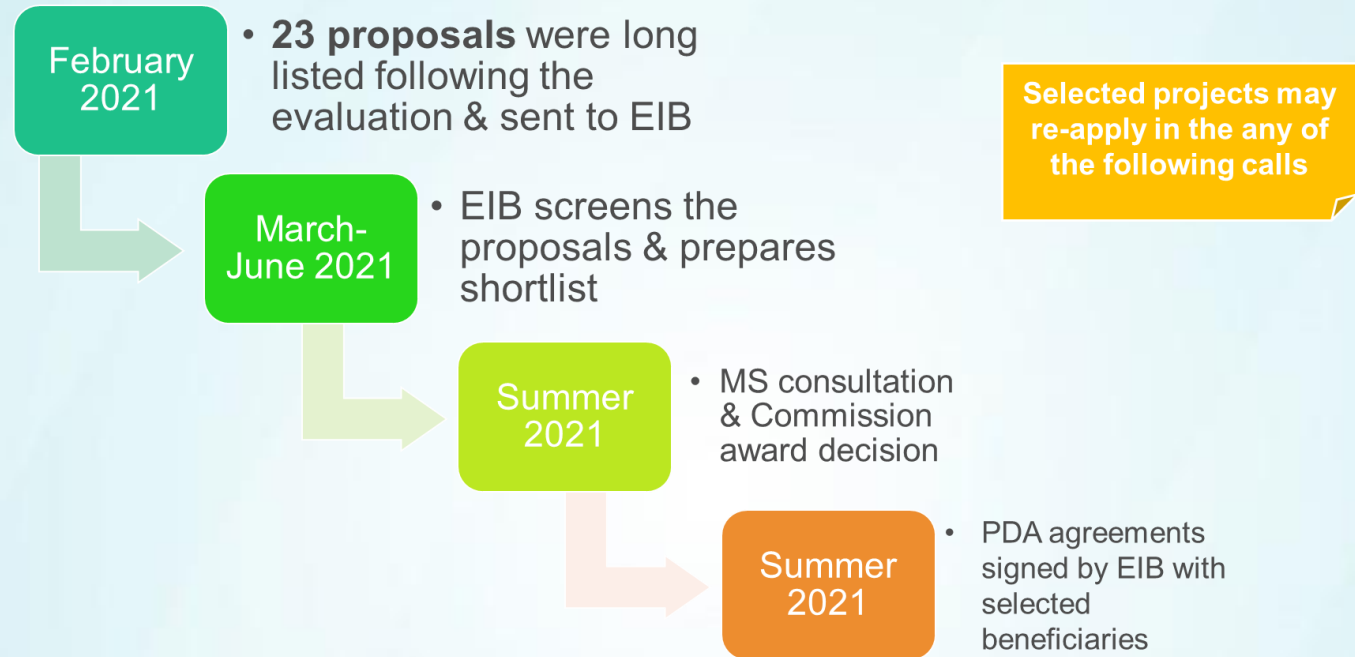 February
2021
• 23 proposals were long
listed following the
evaluation & sent to EIB
Selected projects may
re-apply in the any of
the following calls
March-
June 2021
• EIB screens the
proposals & prepares
shortlist
Summer
2021
• MS consultation
& Commission
award decision
Summer
2021
• PDA agreements
signed by EIB with
selected
beneficiaries